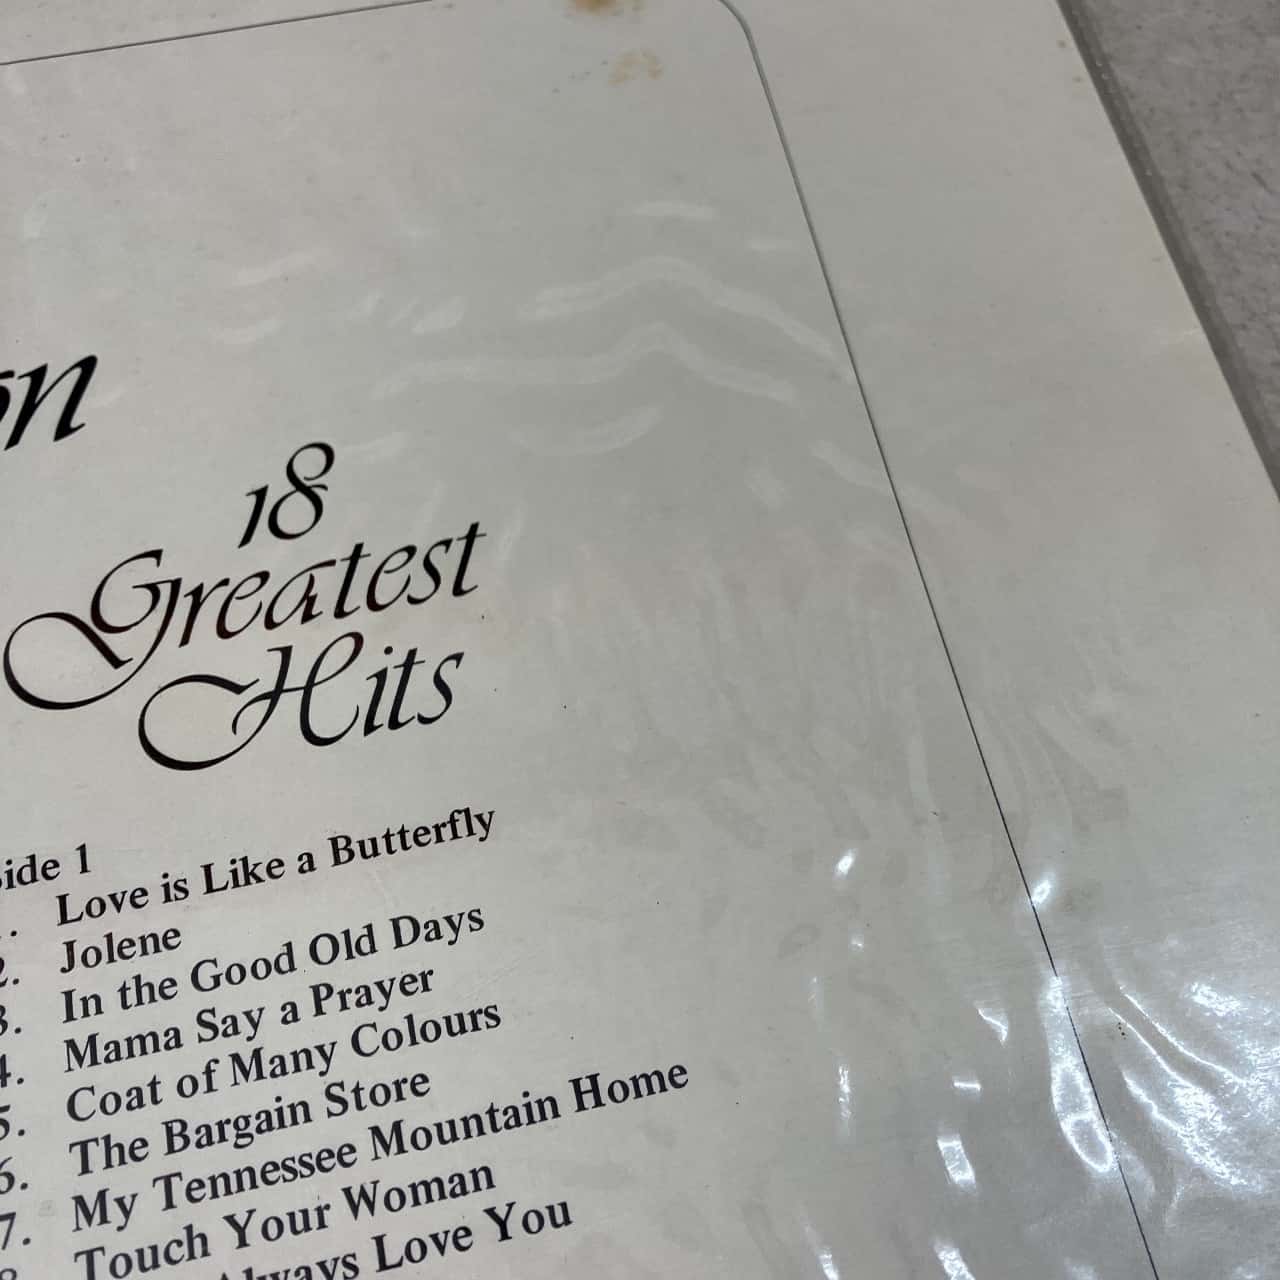 on
18
Greatest
Hits
Side 1
1. Love is Like a Butterfly
2. Jolene
3. In the Good Old Days
4. Mama Say a Prayer
5. Coat of Many Colours
6. The Bargain Store
7. My Tennessee Mountain Home
8. Touch Your Woman
Always Love You